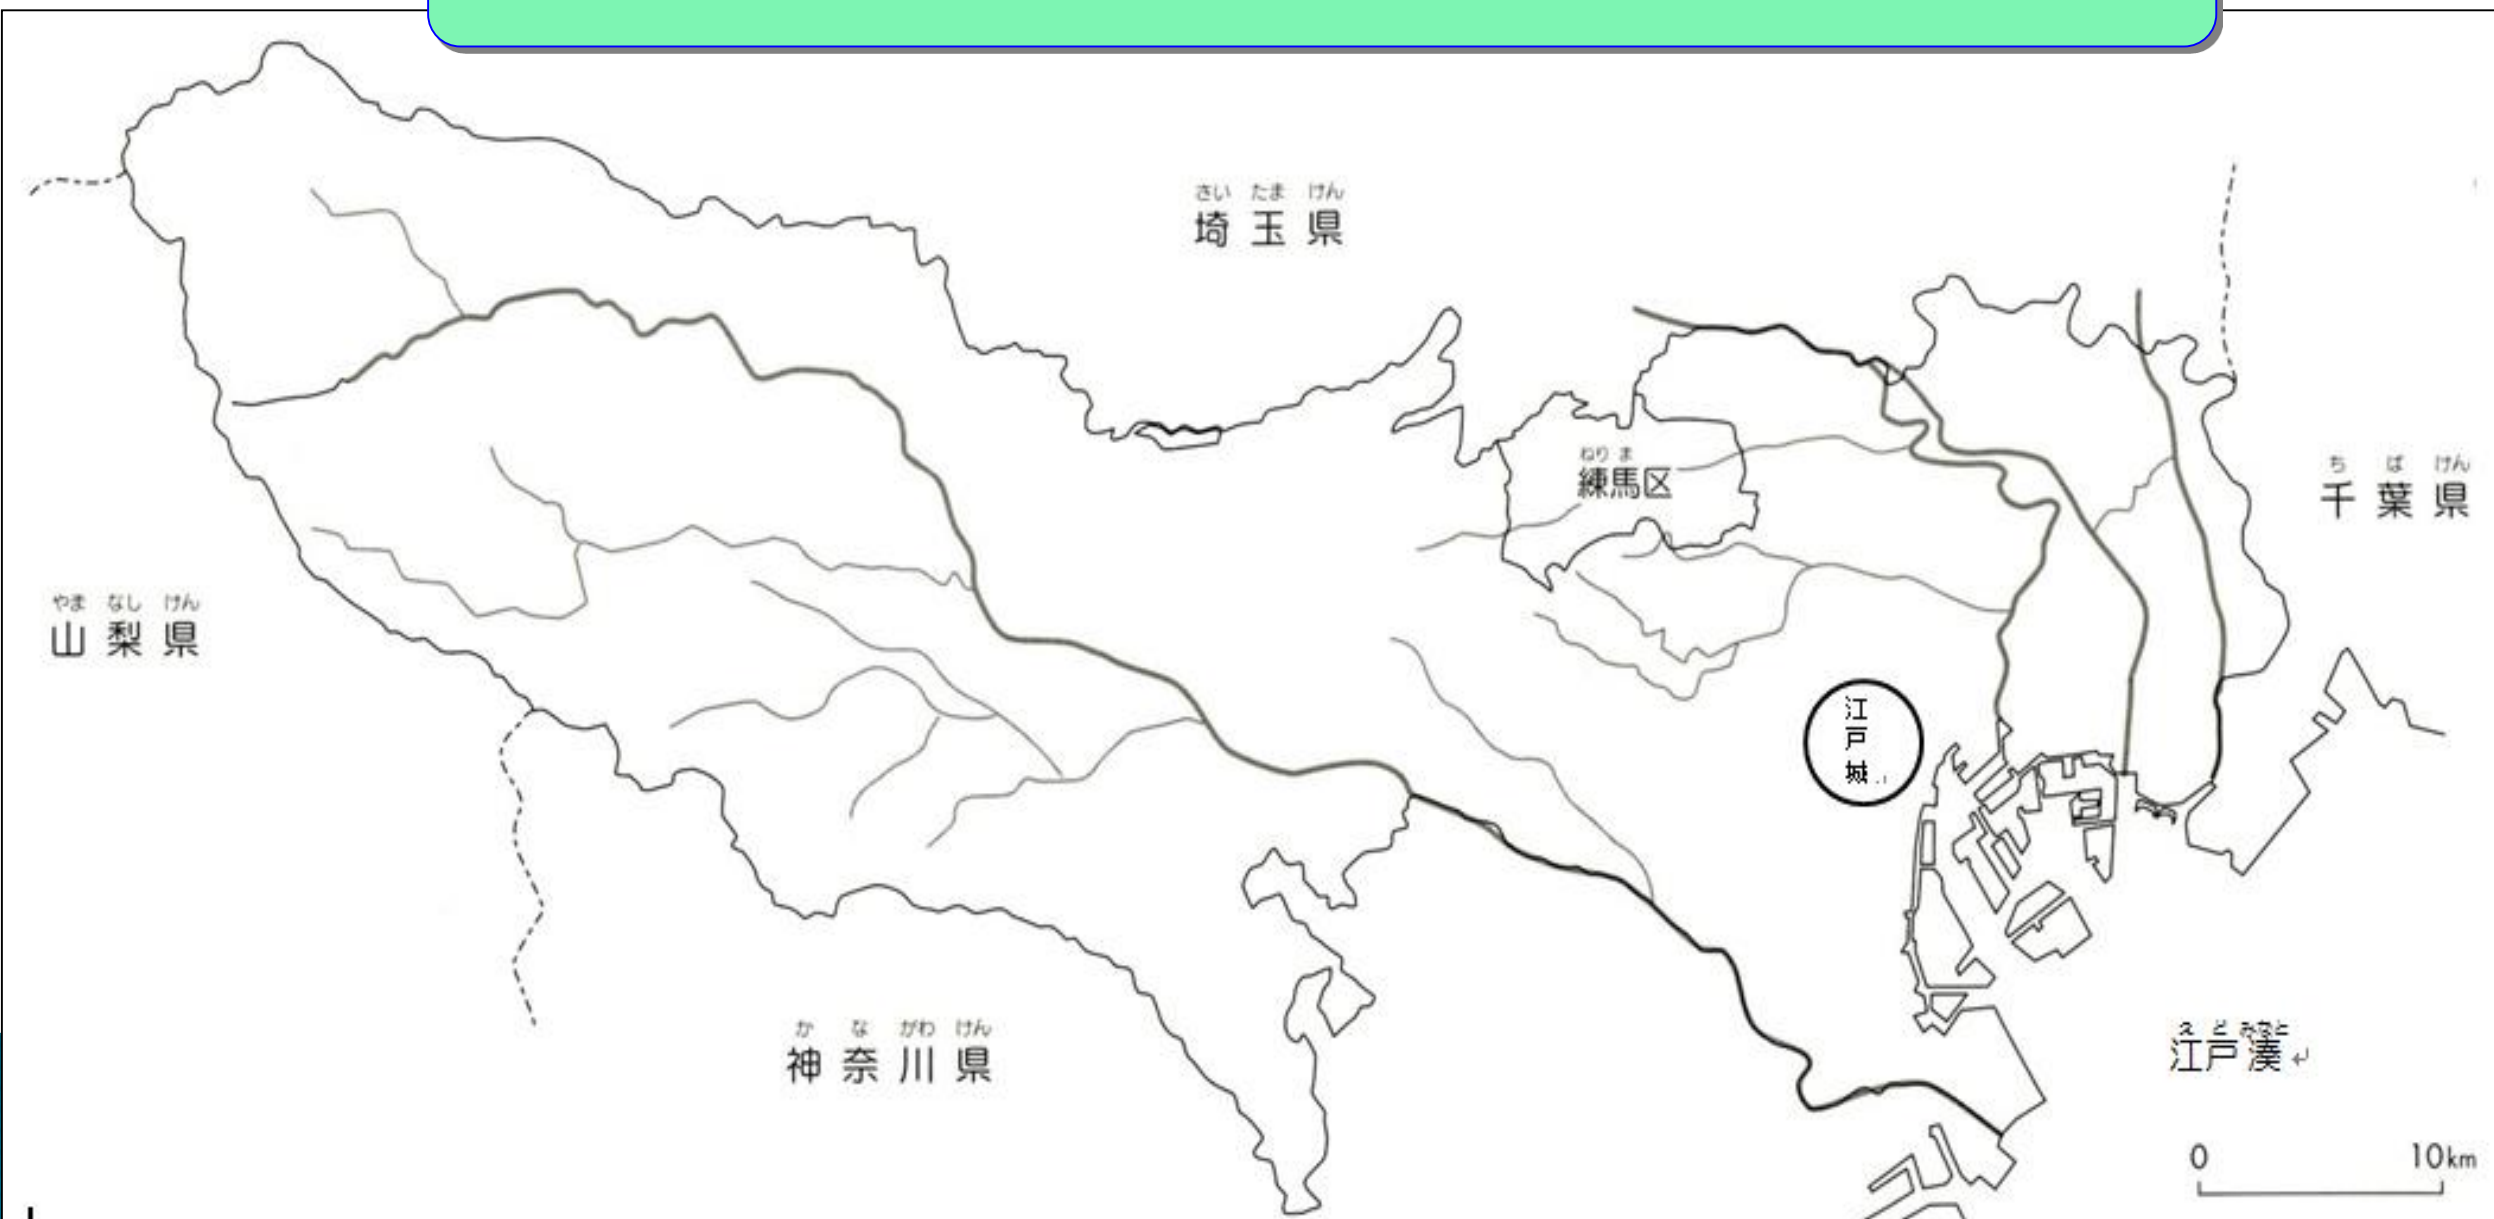 さい たま けん
埼玉県
ねり ま
練馬区
ち ば けん
千葉県
やま なし けん
山梨県
江戸城
か な がわ けん
神奈川県
え ど みなと
江戸湊
0 10km